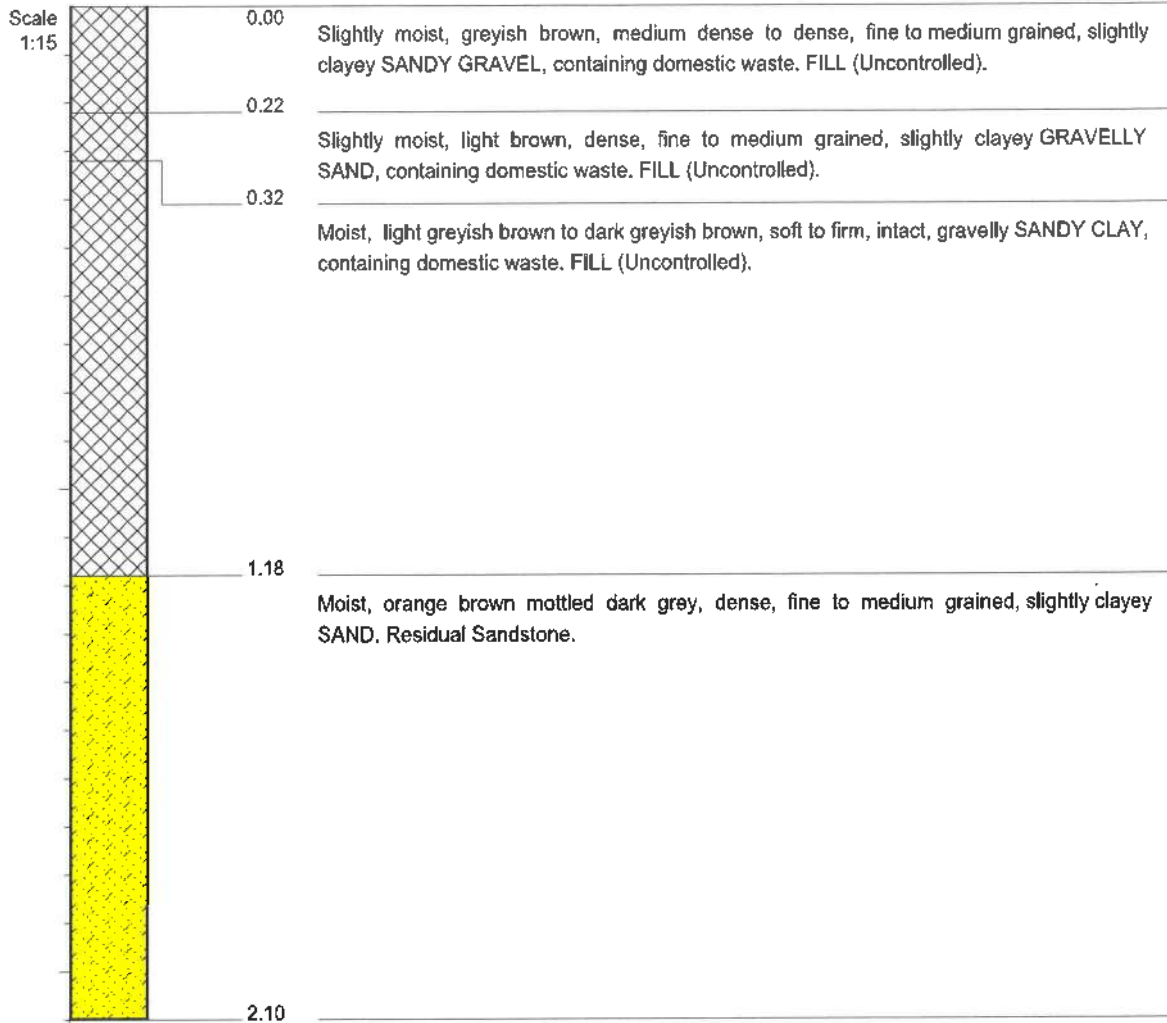 Scale
1:15
0.00
Slightly moist, greyish brown, medium dense to dense, fine to medium grained, slightly
clayey SANDY GRAVEL, containing domestic waste. FILL (Uncontrolled).
0.22
Slightly moist, light brown, dense, fine to medium grained, slightly clayey GRAVELLY
SAND, containing domestic waste. FILL (Uncontrolled).
0.32
Moist, light greyish brown to dark greyish brown, soft to firm, intact, gravelly SANDY CLAY,
containing domestic waste. FILL (Uncontrolled).
1.18
Moist, orange brown mottled dark grey, dense, fine to medium grained, slightly clayey
SAND. Residual Sandstone.
2.10